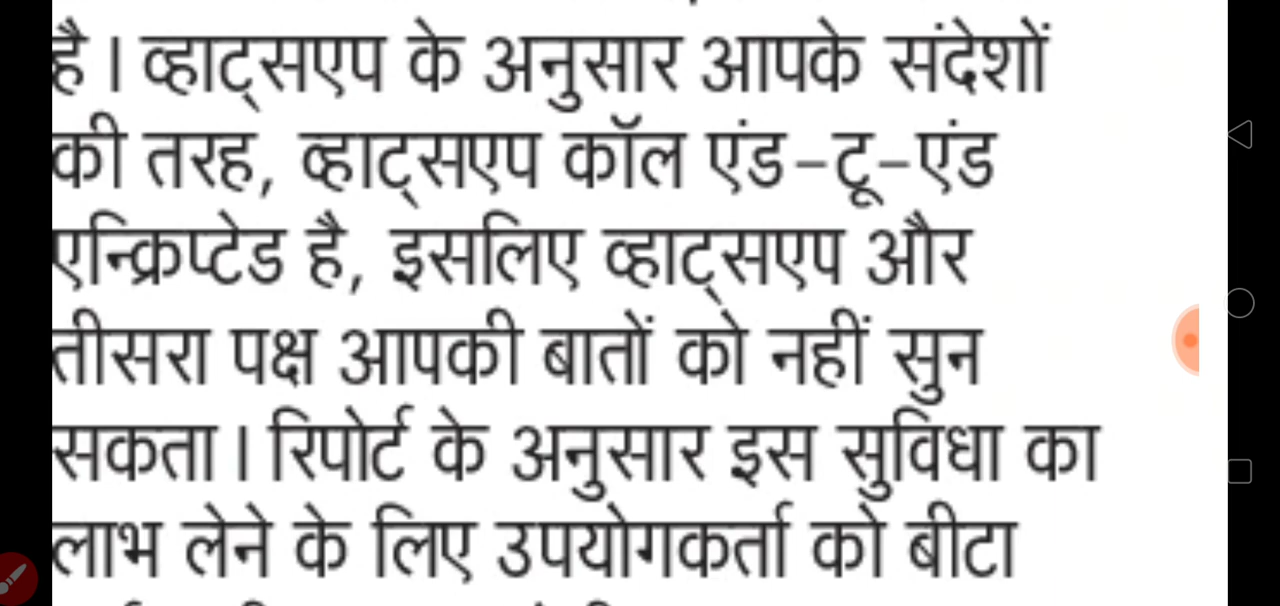 है। व्हाट्सएप के अनुसार आपके संदेशों
की तरह, व्हाट्सएप कॉल एंड-टू-एंड
एन्क्रिप्टेड है, इसलिए व्हाट्सएप और
तीसरा पक्ष आपकी बातों को नहीं सुन
सकता। रिपोर्ट के अनुसार इस सुविधा का
लाभ लेने के लिए उपयोगकर्ता को बीटा